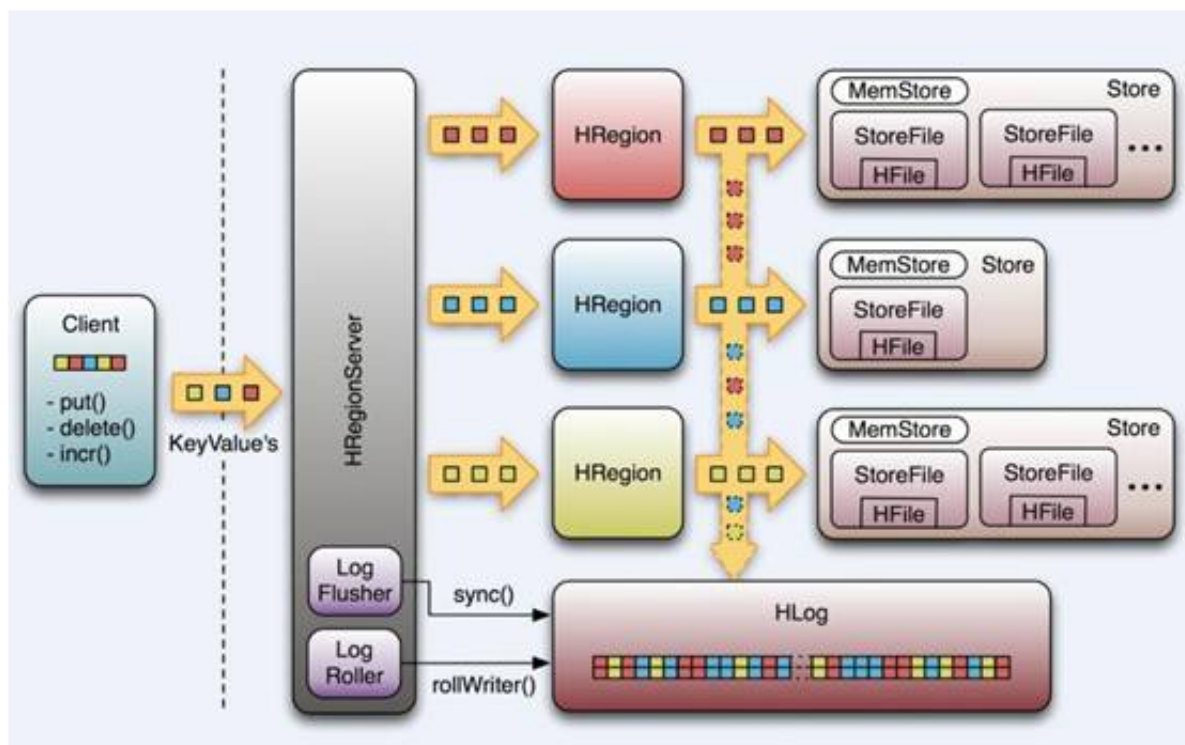 Client
- put()
- delete()
- incr()
KeyValue's
HRegionServer
Log
Flusher
Log
Roller
sync()
rollWriter()
HRegion
MemStore
Store
StoreFile
HFile
StoreFile
HFile
...
HRegion
MemStore
Store
StoreFile
HFile
HRegion
MemStore
Store
StoreFile
HFile
StoreFile
HFile
...
HLog